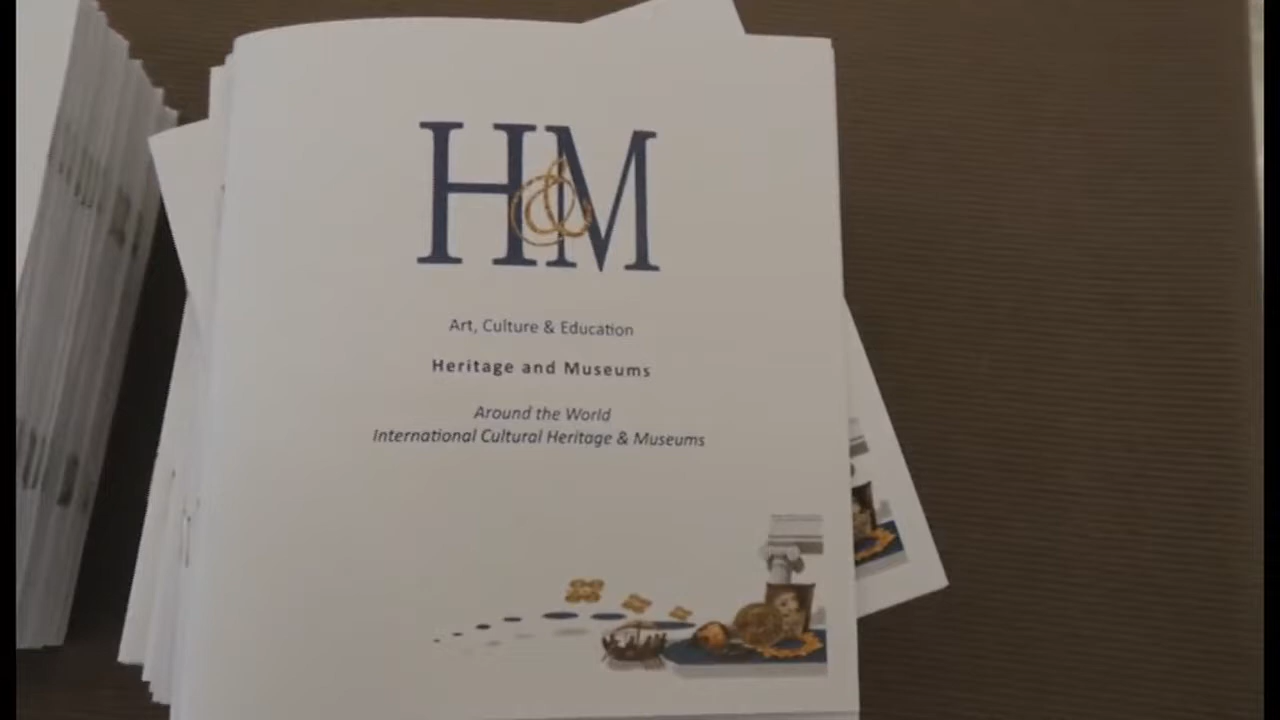 H&M
Art, Culture & Education
Heritage and Museums
Around the World
International Cultural Heritage & Museums